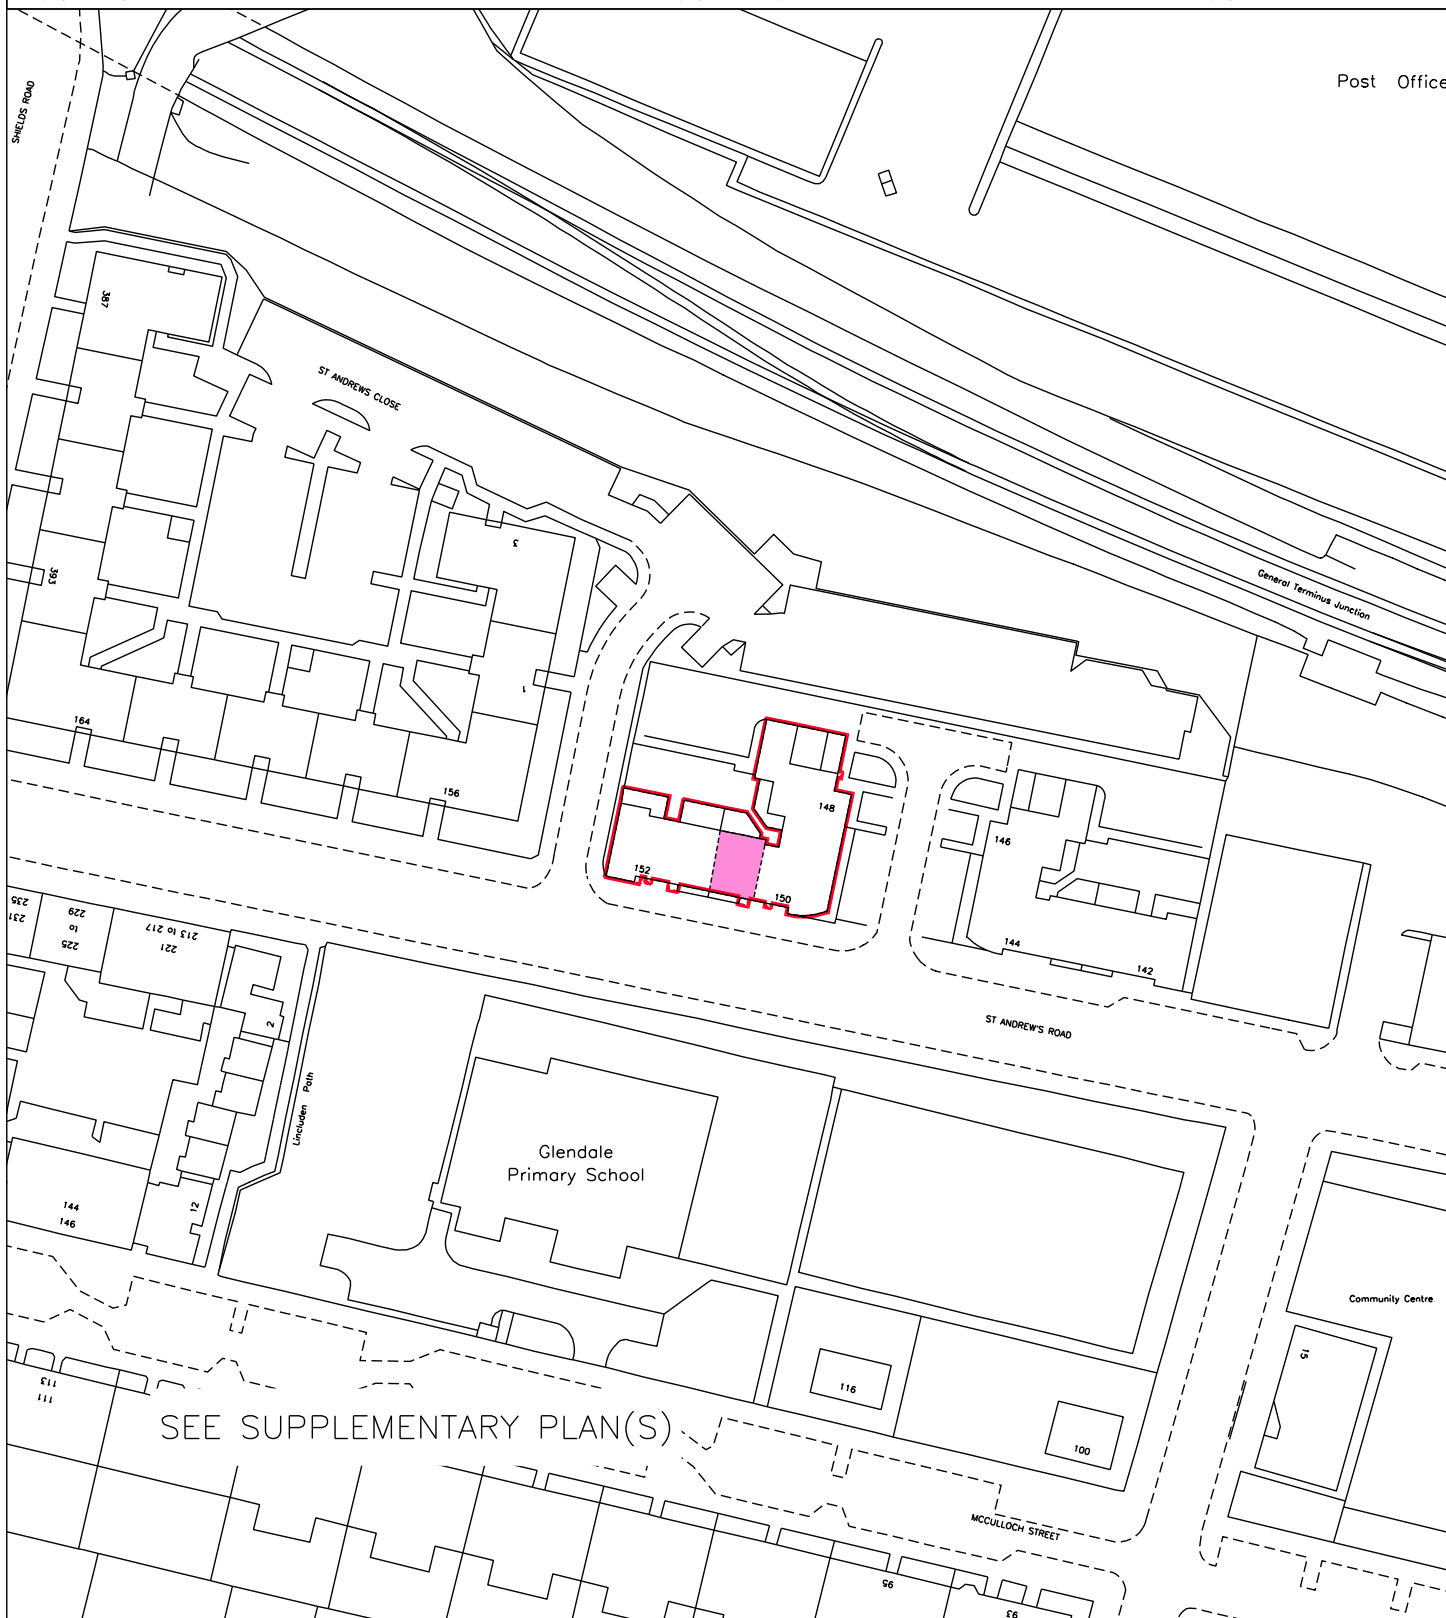 Post Office
SHIELDS ROAD
387
ST ANDREWS CLOSE
3
393
General Terminus Junction
1
164
156
148
146
152
150
144
142
235
231
229
to
225
213 to 217
221
2
ST ANDREW'S ROAD
Lincluden Path
Glendale
Primary School
12
144
146
Community Centre
15
116
113
111
SEE SUPPLEMENTARY PLAN(S)
100
MCCULLOCH STREET
95
93